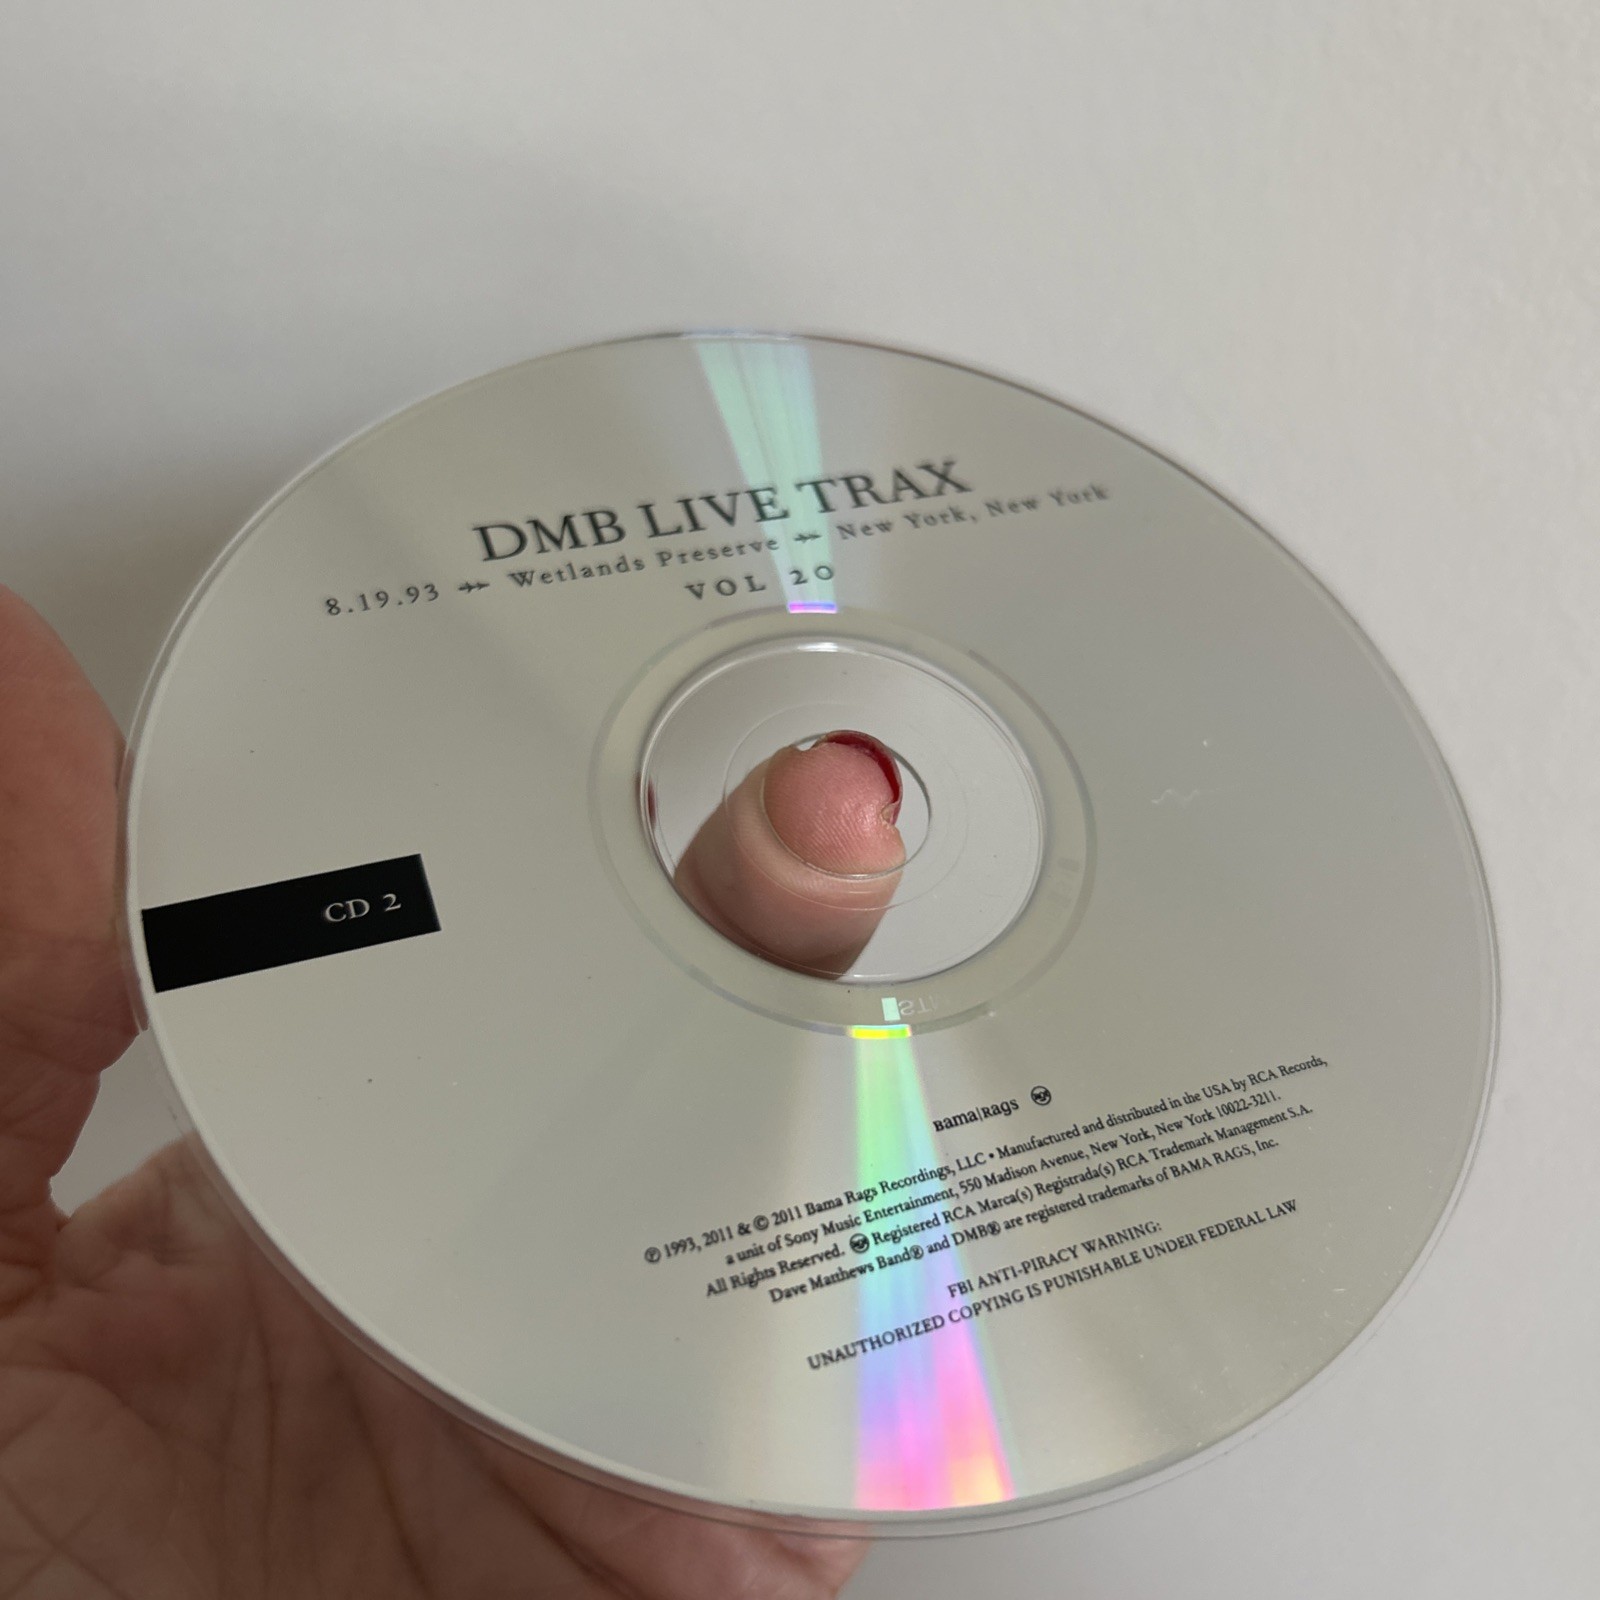 DMB LIVE TRAX
8.19.93 ➳ Wetlands Preserve ➳ New York, New York
VOL 20
CD 2
Bama|Rags RCA
℗ 1993, 2011 & © 2011 Bama Rags Recordings, LLC • Manufactured and distributed in the USA by RCA Records,
a unit of Sony Music Entertainment, 550 Madison Avenue, New York, New York 10022-3211.
All Rights Reserved. RCA Registered RCA Marca(s) Registrada(s) RCA Trademark Management S.A.
Dave Matthews Band® and DMB® are registered trademarks of BAMA RAGS, Inc.
FBI ANTI-PIRACY WARNING:
UNAUTHORIZED COPYING IS PUNISHABLE UNDER FEDERAL LAW